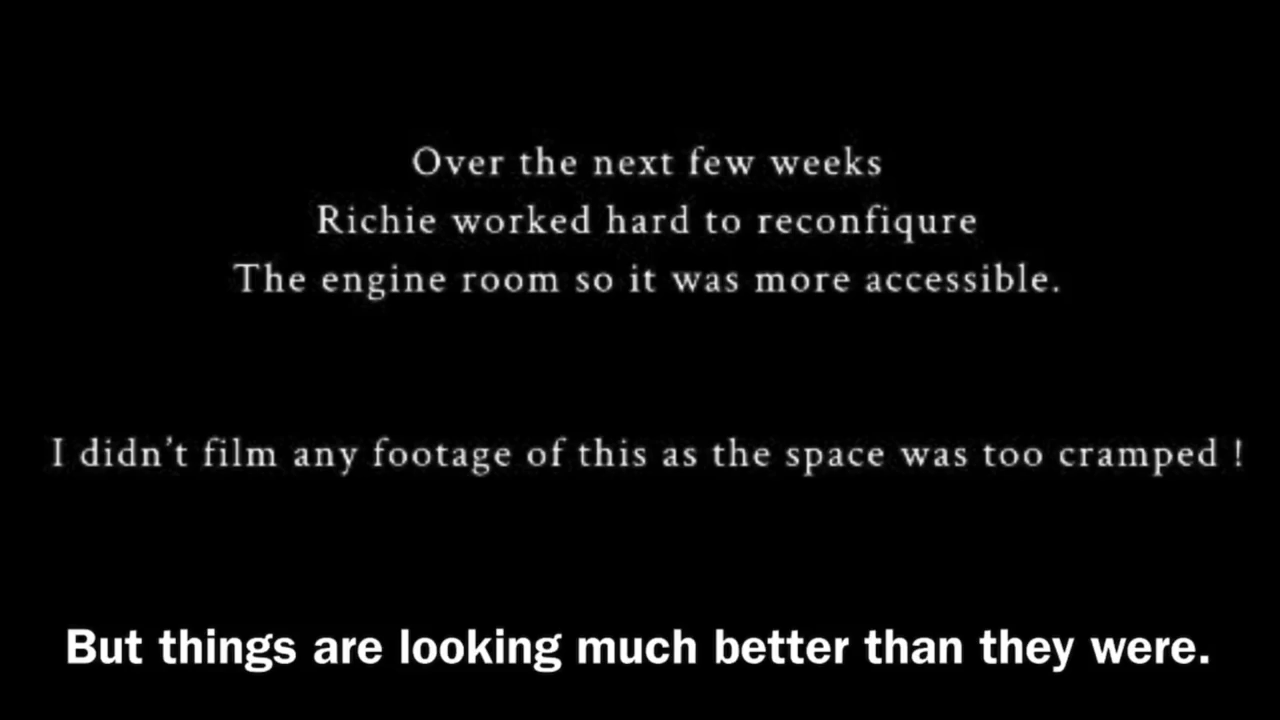 Over the next few weeks
Richie worked hard to reconfiqure
The engine room so it was more accessible.
I didn't film any footage of this as the space was too cramped !
But things are looking much better than they were.